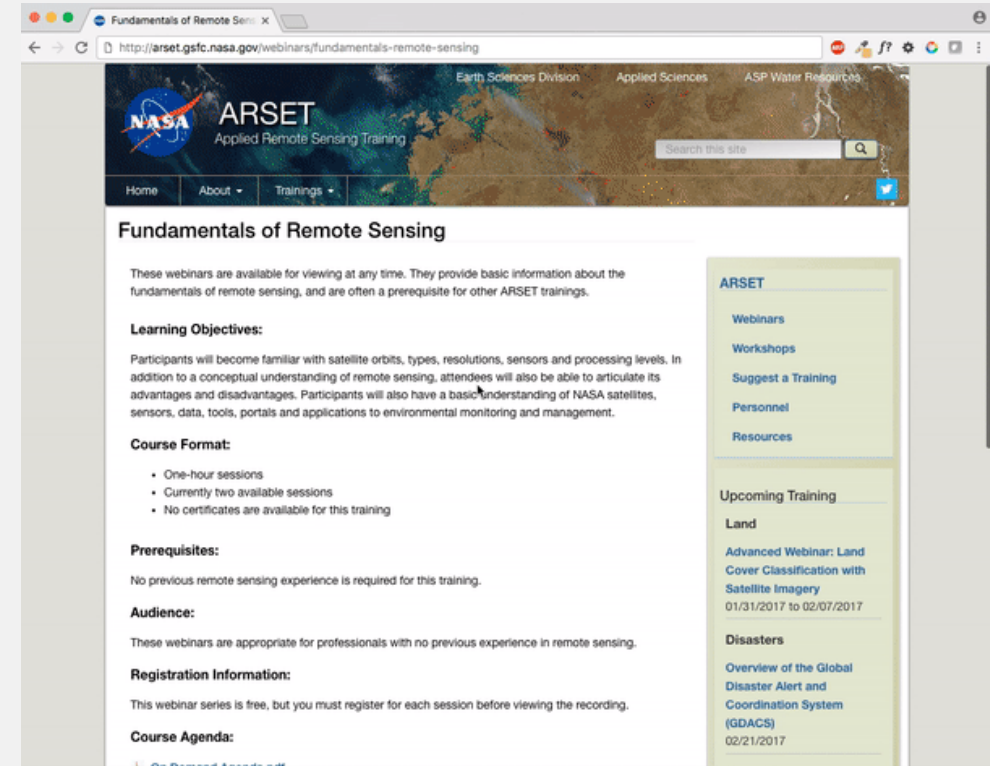 Fundamentals of Remote Sens
http://arset.gsfc.nasa.gov/webinars/fundamentals-remote-sensing
Earth Sciences Division Applied Sciences ASP Water Resources
NASA
ARSET
Applied Remote Sensing Training
Search this site
Home About Trainings
Fundamentals of Remote Sensing
These webinars are available for viewing at any time. They provide basic information about the
fundamentals of remote sensing, and are often a prerequisite for other ARSET trainings.
Learning Objectives:
Participants will become familiar with satellite orbits, types, resolutions, sensors and processing levels. In
addition to a conceptual understanding of remote sensing, attendees will also be able to articulate its
advantages and disadvantages. Participants will also have a basic understanding of NASA satellites,
sensors, data, tools, portals and applications to environmental monitoring and management.
Course Format:
• One-hour sessions
• Currently two available sessions
• No certificates are available for this training
Prerequisites:
No previous remote sensing experience is required for this training.
Audience:
These webinars are appropriate for professionals with no previous experience in remote sensing.
Registration Information:
This webinar series is free, but you must register for each session before viewing the recording.
Course Agenda:
On Demand Agenda.pdf
ARSET
Webinars
Workshops
Suggest a Training
Personnel
Resources
Upcoming Training
Land
Advanced Webinar: Land
Cover Classification with
Satellite Imagery
01/31/2017 to 02/07/2017
Disasters
Overview of the Global
Disaster Alert and
Coordination System
(GDACS)
02/21/2017